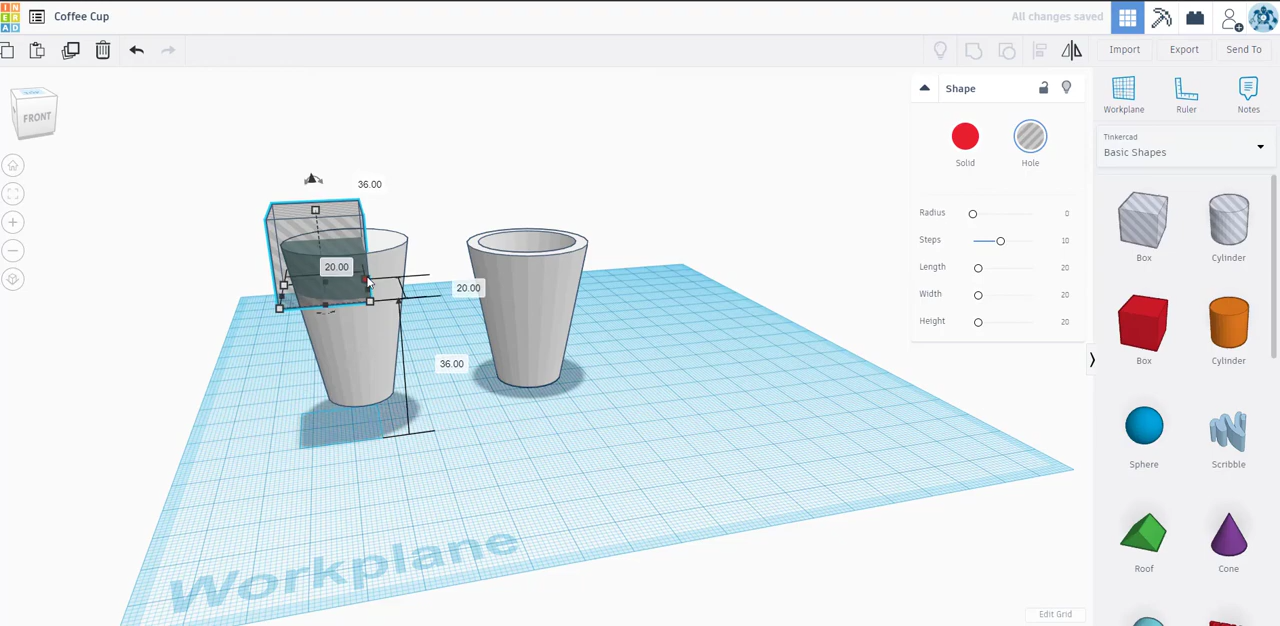 Coffee Cup
All changes saved
Import
Export
Send To
FRONT
Shape
Solid
Hole
Radius 0
Steps 10
Length 20
Width 20
Height 20
36.00
20.00
20.00
36.00
Workplane
Edit Grid
Workplane
Ruler
Notes
Tinkercad
Basic Shapes
Box
Cylinder
Box
Cylinder
Sphere
Scribble
Roof
Cone